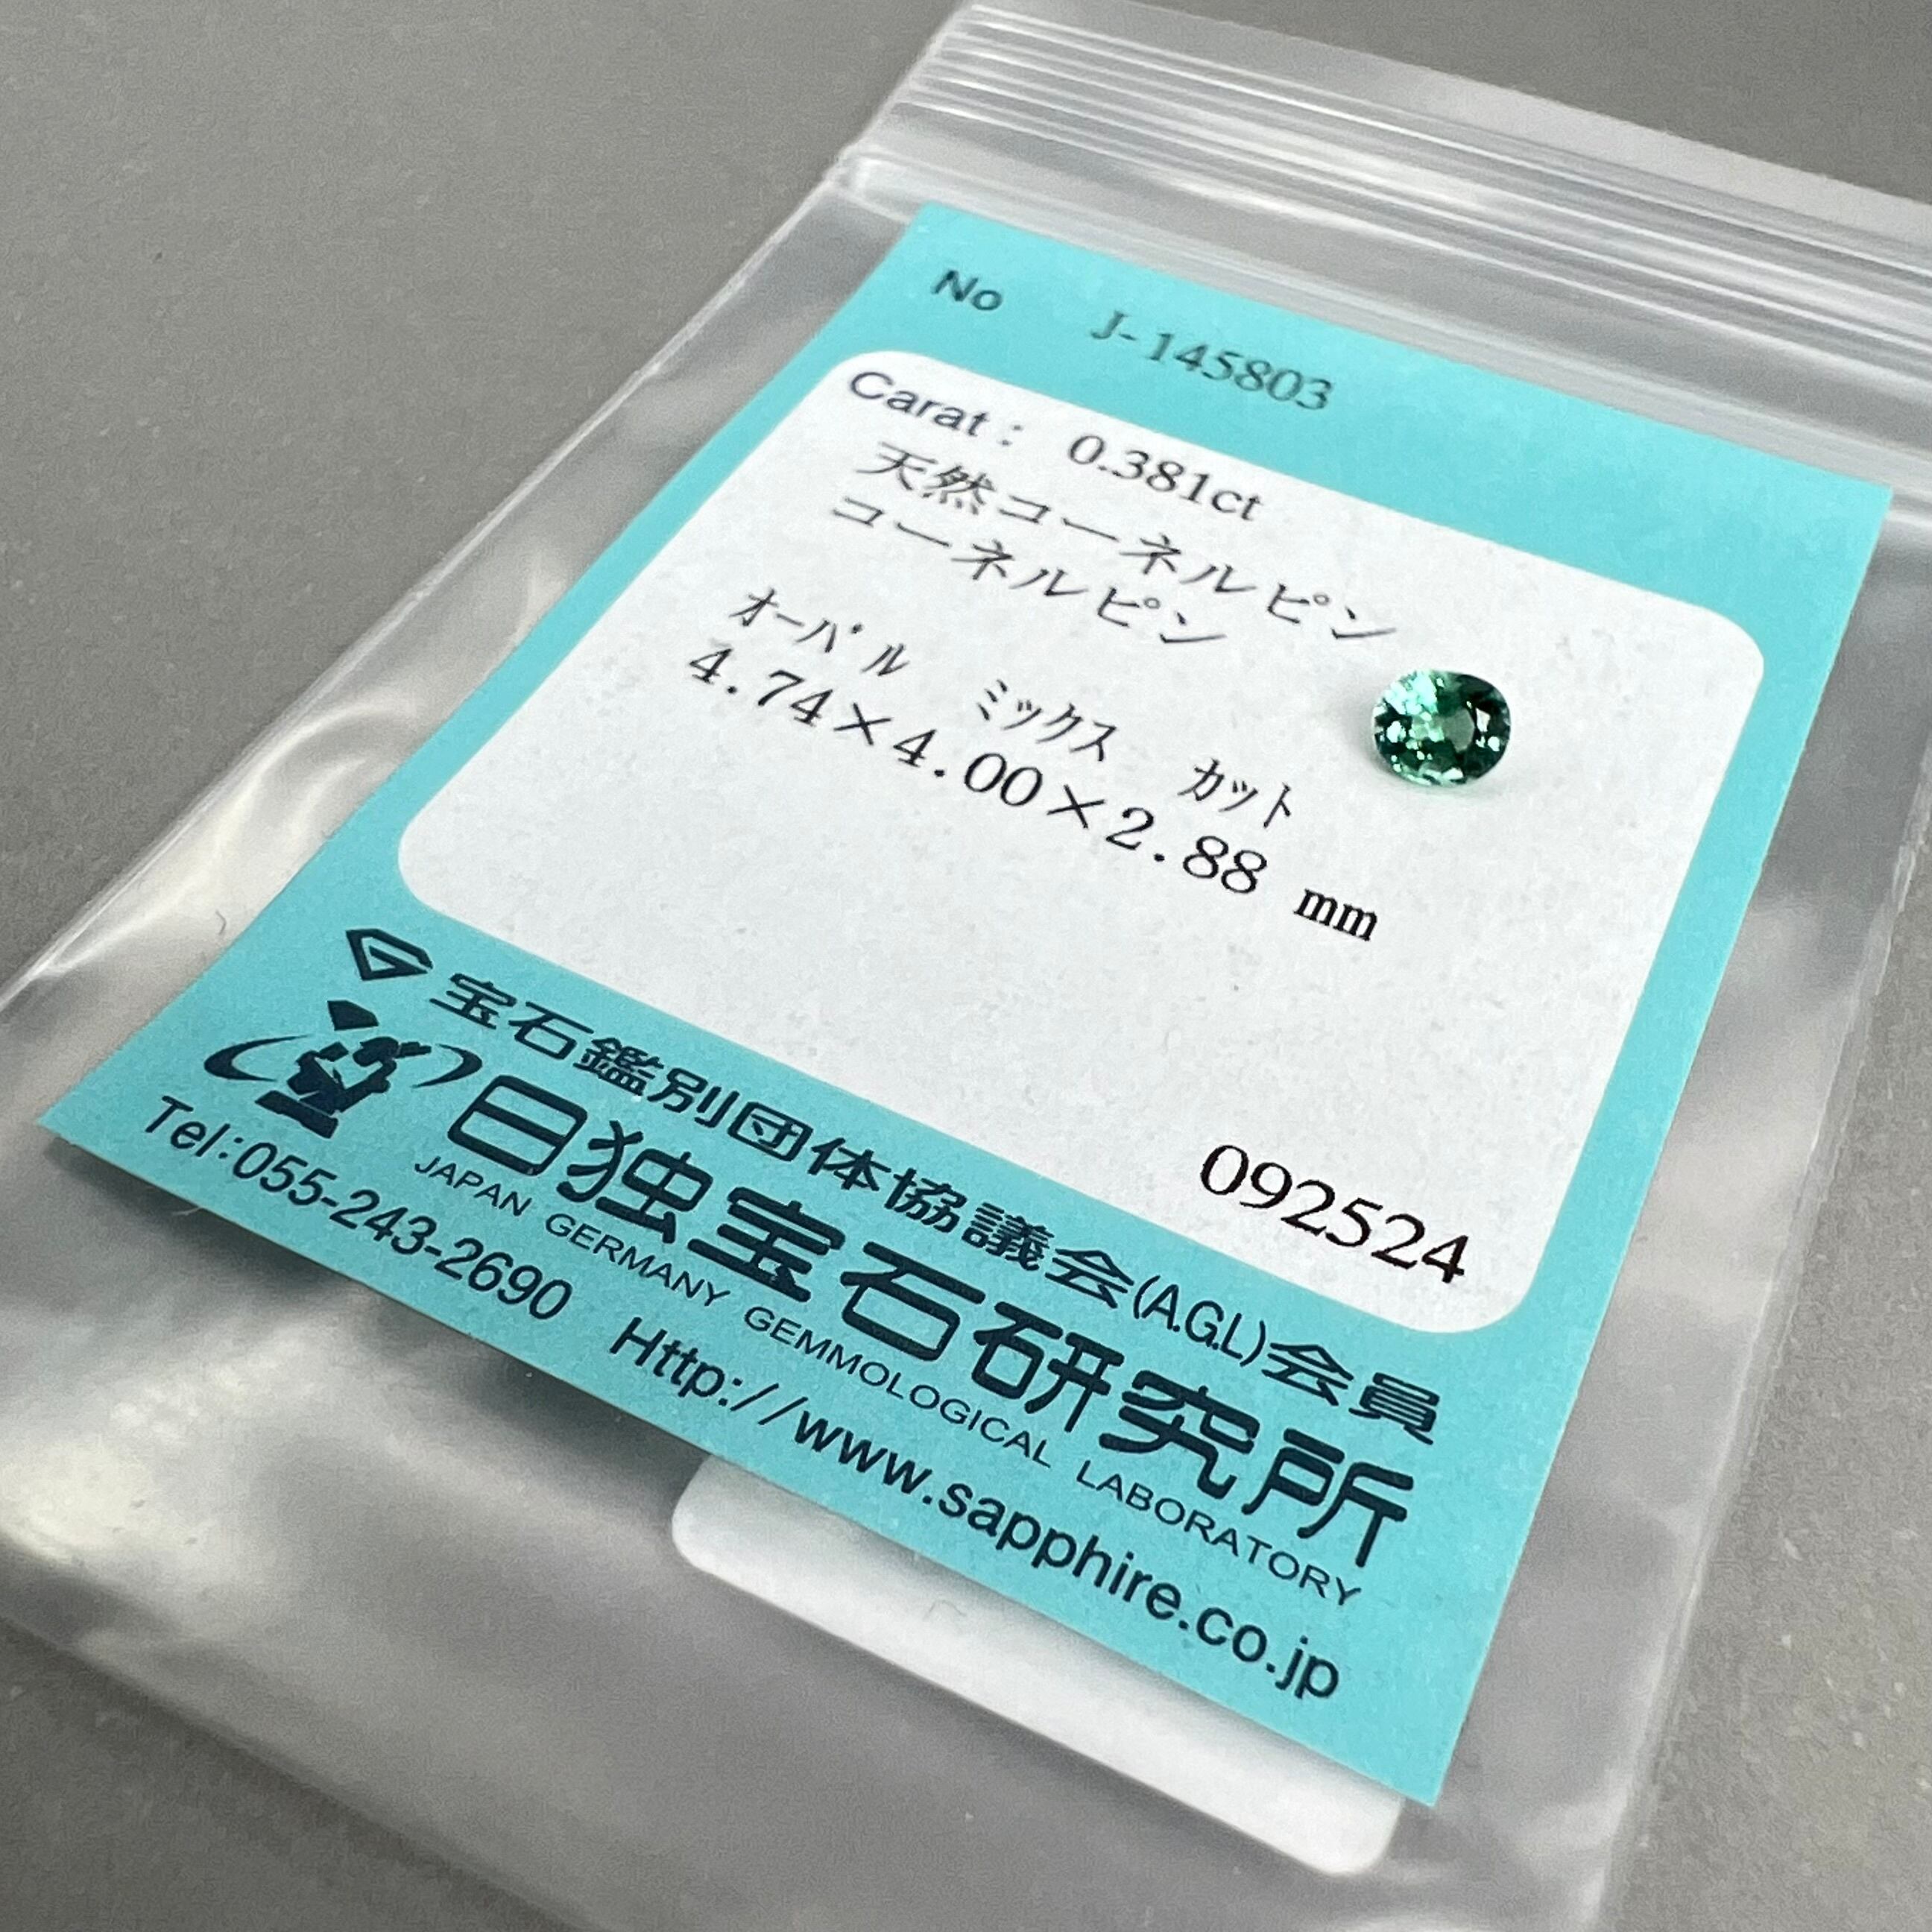 No J-145803
Carat: 0.381ct
天然コーネルピン
コーネルピン
ｵｰﾊﾞﾙ ﾐｯｸｽ ｶｯﾄ
4.74×4.00×2.88 mm
092524
宝石鑑別団体協議会(A.G.L)会員
日独宝石研究所
JAPAN GERMANY GEMMOLOGICAL LABORATORY
Tel:055-243-2690 Http://www.sapphire.co.jp